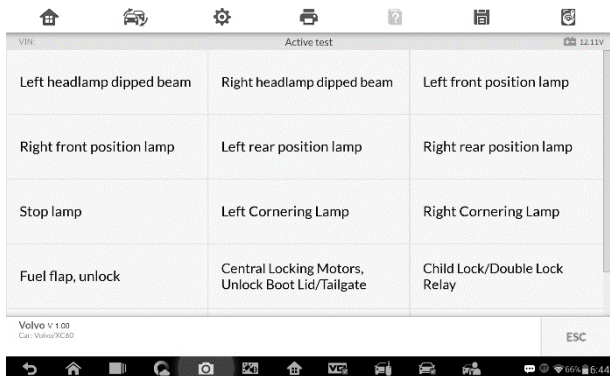 VIN:
Active test
12.11V
Left headlamp dipped beam
Right headlamp dipped beam
Left front position lamp
Right front position lamp
Left rear position lamp
Right rear position lamp
Stop lamp
Left Cornering Lamp
Right Cornering Lamp
Fuel flap, unlock
Central Locking Motors,
Unlock Boot Lid/Tailgate
Child Lock/Double Lock
Relay
Volvo V 1.00
Car: Volvo/XC60
ESC
66% 6:44